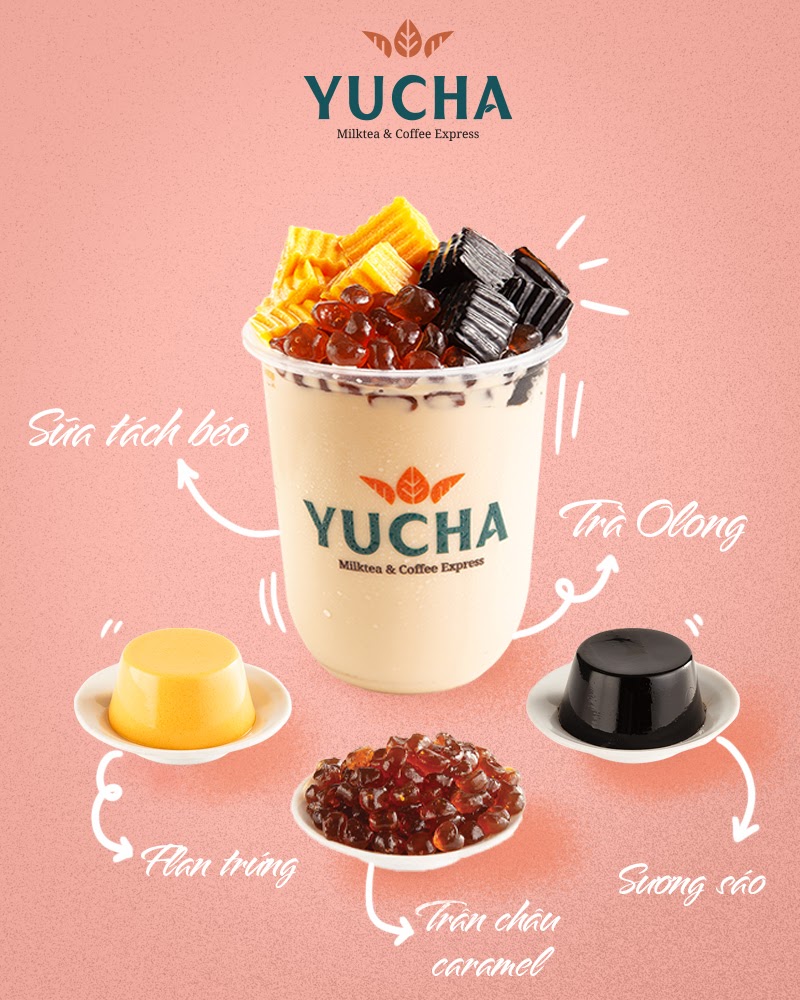 YUCHA
Milktea & Coffee Express
Sữa tách béo
YUCHA
Milktea & Coffee Express
Trà Olong
Flan trứng
Sương sáo
Trân châu
caramel